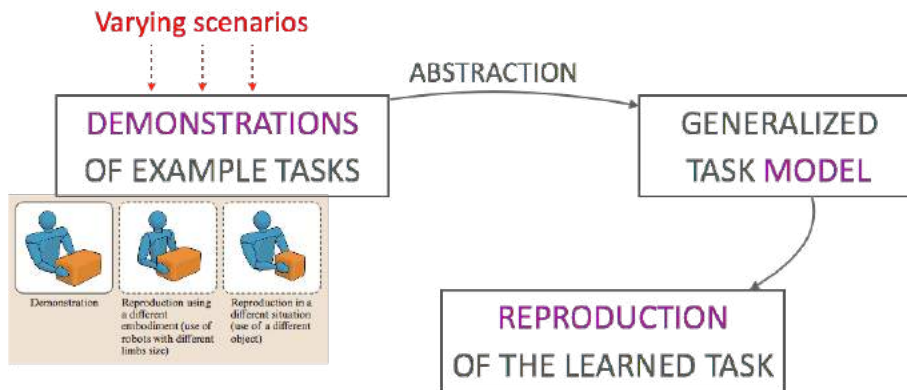 Varying scenarios
ABSTRACTION
DEMONSTRATIONS
OF EXAMPLE TASKS
GENERALIZED
TASK MODEL
Demonstration
Reproduction using
a different
embodiment (use of
robots with different
limbs size)
Reproduction in a
different situation
(use of a different
object)
REPRODUCTION
OF THE LEARNED TASK